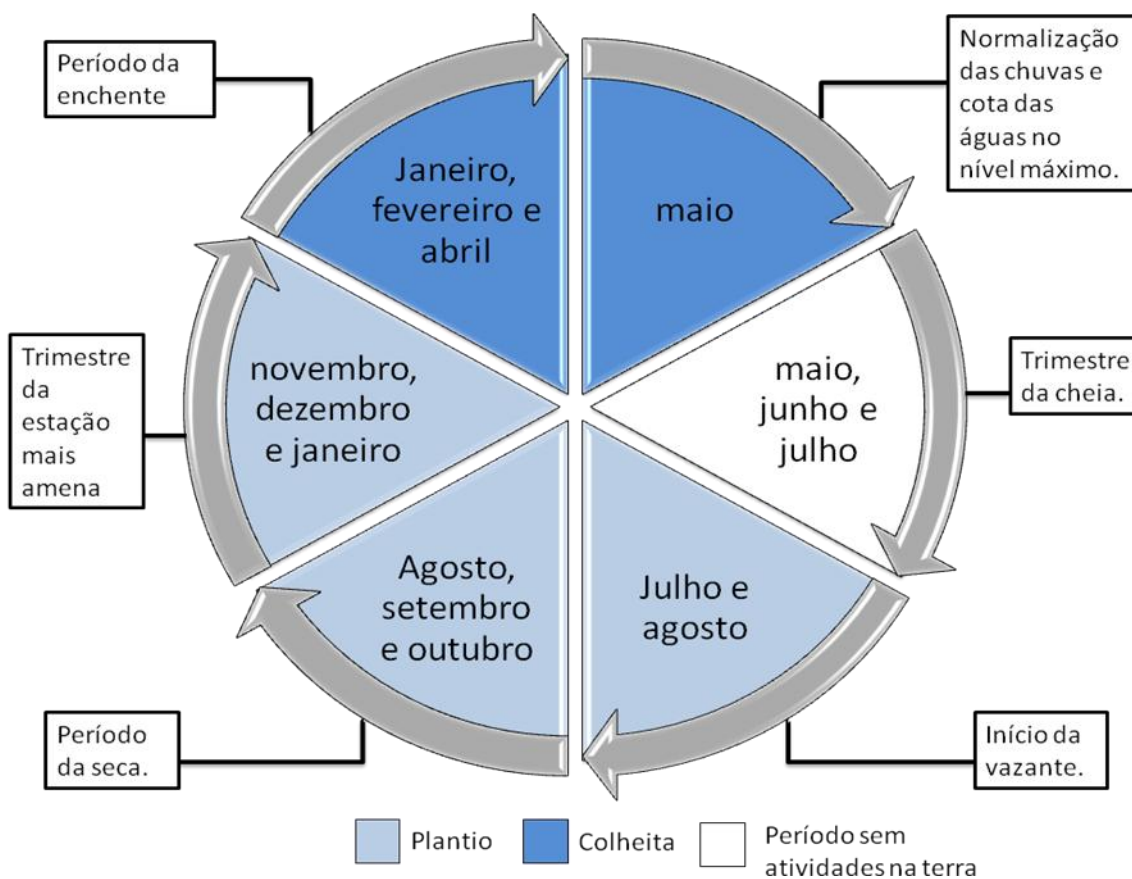 Período da
enchente
Normalização
das chuvas e
cota das
águas no
nível máximo.
Janeiro,
fevereiro e
abril
maio
Trimestre
da
estação
mais
amena
novembro,
dezembro
e janeiro
maio,
junho e
julho
Trimestre
da cheia.
Agosto,
setembro
e outubro
Julho e
agosto
Período
da seca.
Início da
vazante.
Plantio
Colheita
Período sem
atividades na terra